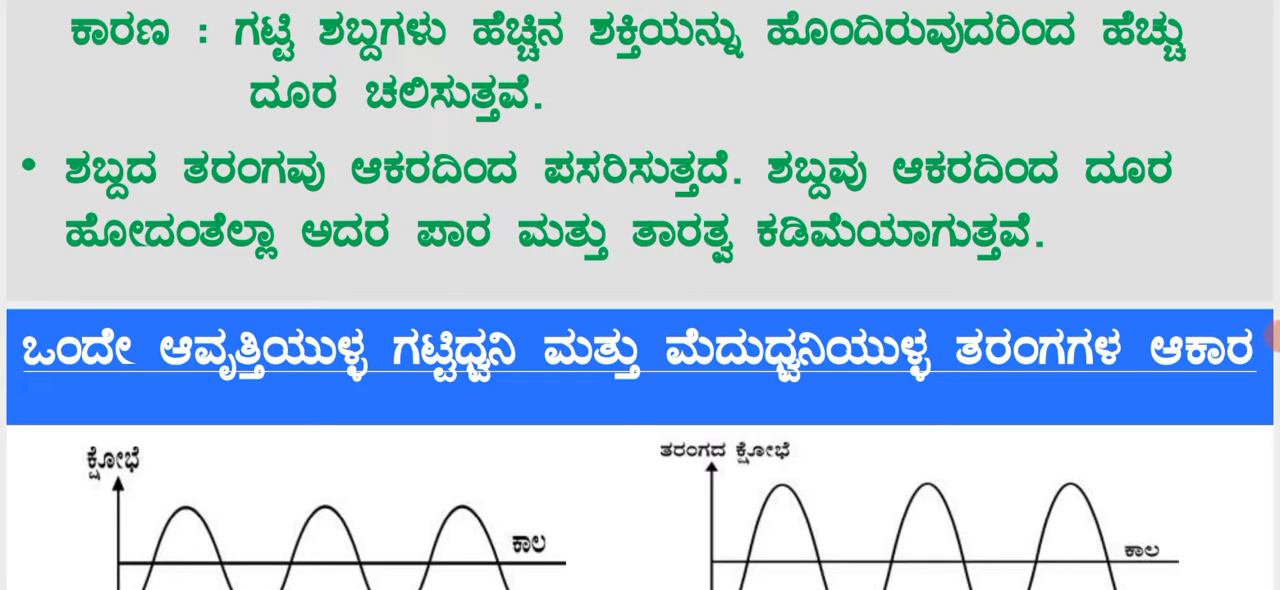 ಕಾರಣ : ಗಟ್ಟಿ ಶಬ್ದಗಳು ಹೆಚ್ಚಿನ ಶಕ್ತಿಯನ್ನು ಹೊಂದಿರುವುದರಿಂದ ಹೆಚ್ಚು
ದೂರ ಚಲಿಸುತ್ತವೆ.
• ಶಬ್ದದ ತರಂಗವು ಆಕರದಿಂದ ಪಸರಿಸುತ್ತದೆ. ಶಬ್ದವು ಆಕರದಿಂದ ದೂರ
ಹೋದಂತೆಲ್ಲಾ ಅದರ ಪಾರ ಮತ್ತು ತಾರತ್ವ ಕಡಿಮೆಯಾಗುತ್ತವೆ.
ಒಂದೇ ಆವೃತ್ತಿಯುಳ್ಳ ಗಟ್ಟಿಧ್ವನಿ ಮತ್ತು ಮೆದುಧ್ವನಿಯುಳ್ಳ ತರಂಗಗಳ ಆಕಾರ
ಕ್ಷೋಭೆ
ತರಂಗದ ಕ್ಷೋಭೆ
ಕಾಲ
ಕಾಲ